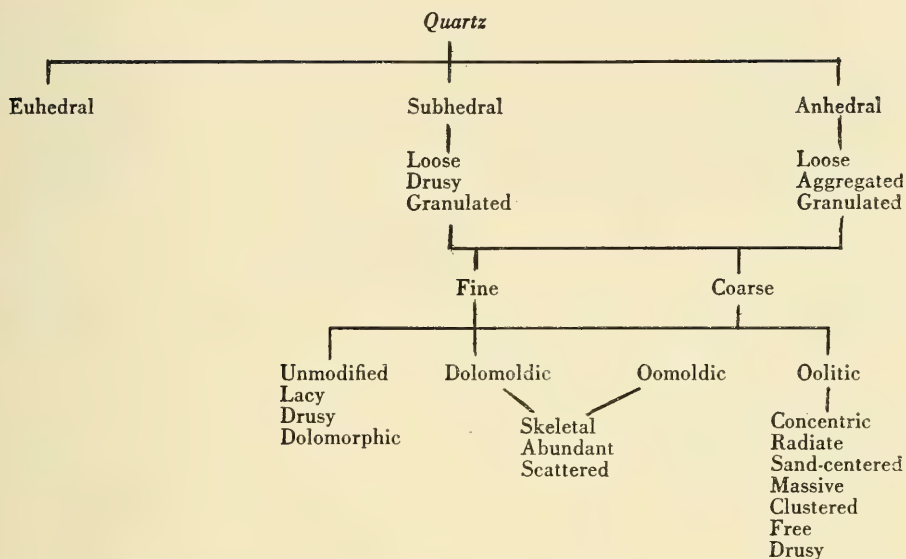 Quartz
Euhedral
Subhedral
Anhedral
Loose
Drusy
Granulated
Loose
Aggregated
Granulated
Fine
Coarse
Unmodified
Lacy
Drusy
Dolomorphic
Dolomoldic
Oomoldic
Skeletal
Abundant
Scattered
Oolitic
Concentric
Radiate
Sand-centered
Massive
Clustered
Free
Drusy